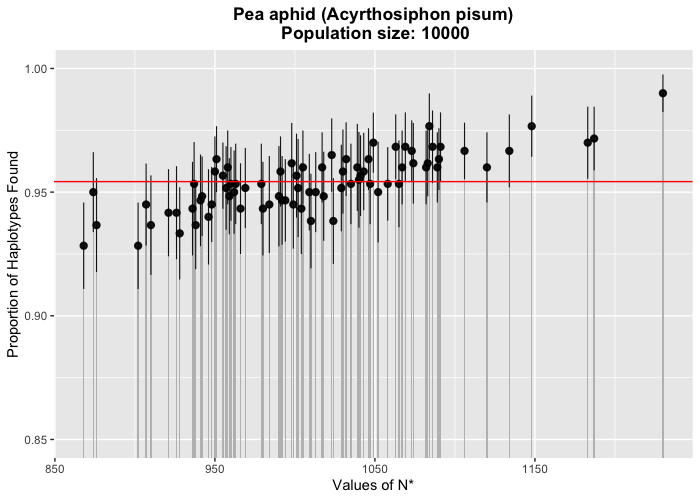 Pea aphid (Acyrthosiphon pisum)
Population size: 10000
Proportion of Haplotypes Found
1.00
0.95
0.90
0.85
850
950
1050
1150
Values of N*